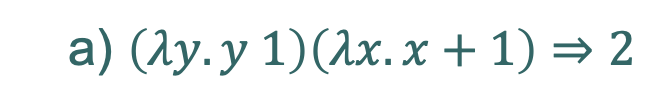 a) (λy. y 1)(λx. x + 1) ⇒ 2